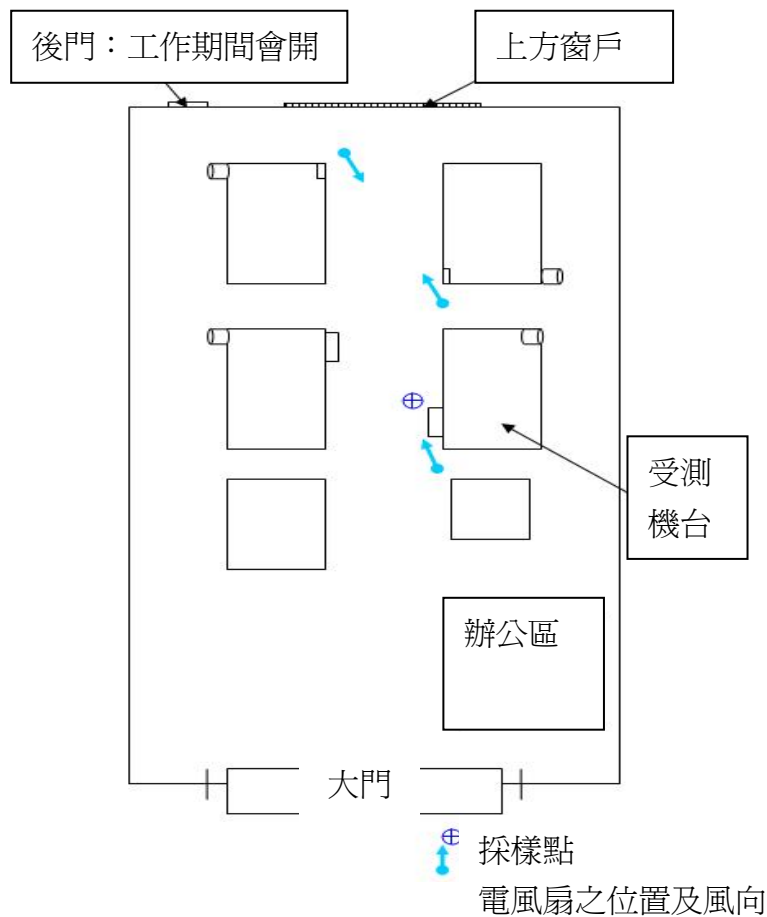 後門：工作期間會開
上方窗戶
受測
機台
辦公區
大門
採樣點
電風扇之位置及風向